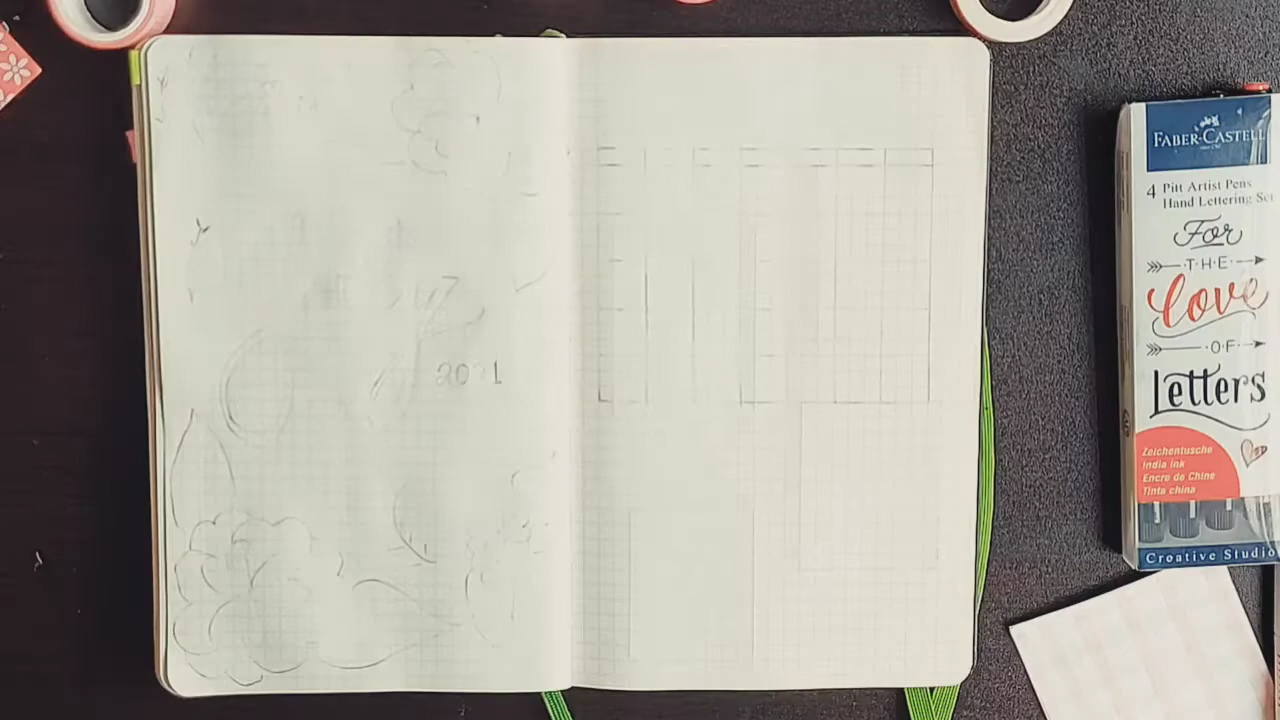 2021
FABER-CASTELL
4 Pitt Artist Pens
Hand Lettering Set
For
THE
Love
OF
Letters
Zeichentusche
India ink
Encre de Chine
Tinta china
Creative Studio